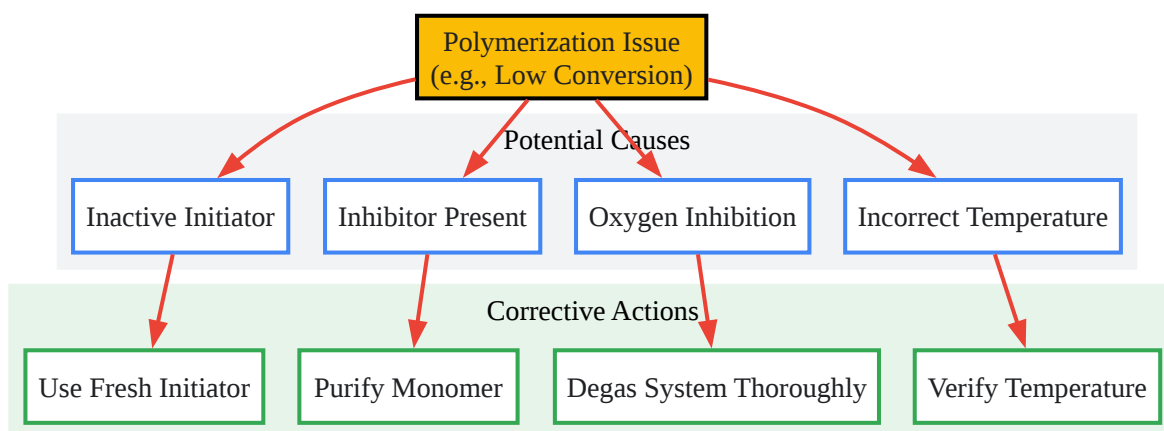 Polymerization Issue
(e.g., Low Conversion)
Potential Causes
Inactive Initiator
Inhibitor Present
Oxygen Inhibition
Incorrect Temperature
Corrective Actions
Use Fresh Initiator
Purify Monomer
Degas System Thoroughly
Verify Temperature